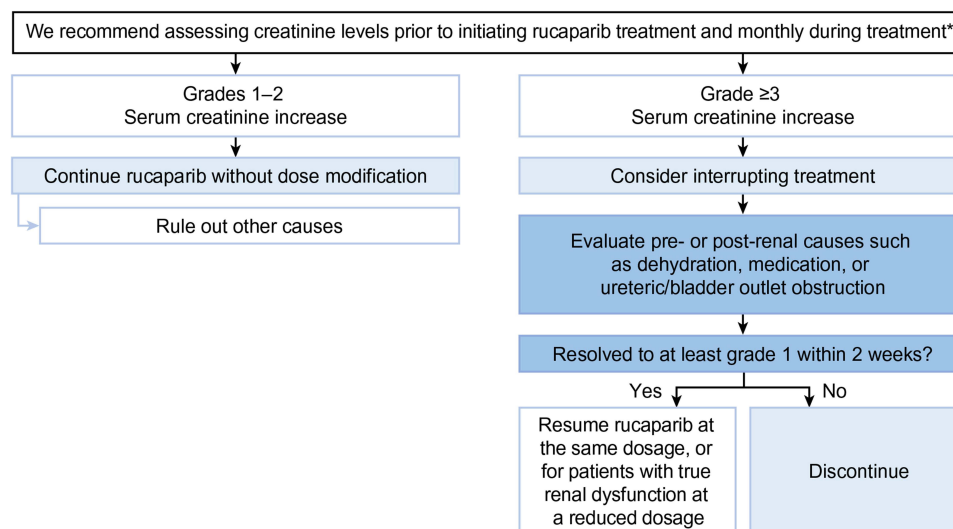 We recommend assessing creatinine levels prior to initiating rucaparib treatment and monthly during treatment*
Grades 1–2
Serum creatinine increase
Continue rucaparib without dose modification
Rule out other causes
Grade ≥3
Serum creatinine increase
Consider interrupting treatment
Evaluate pre- or post-renal causes such
as dehydration, medication, or
ureteric/bladder outlet obstruction
Resolved to at least grade 1 within 2 weeks?
Yes
No
Resume rucaparib at
the same dosage, or
for patients with true
renal dysfunction at
a reduced dosage
Discontinue